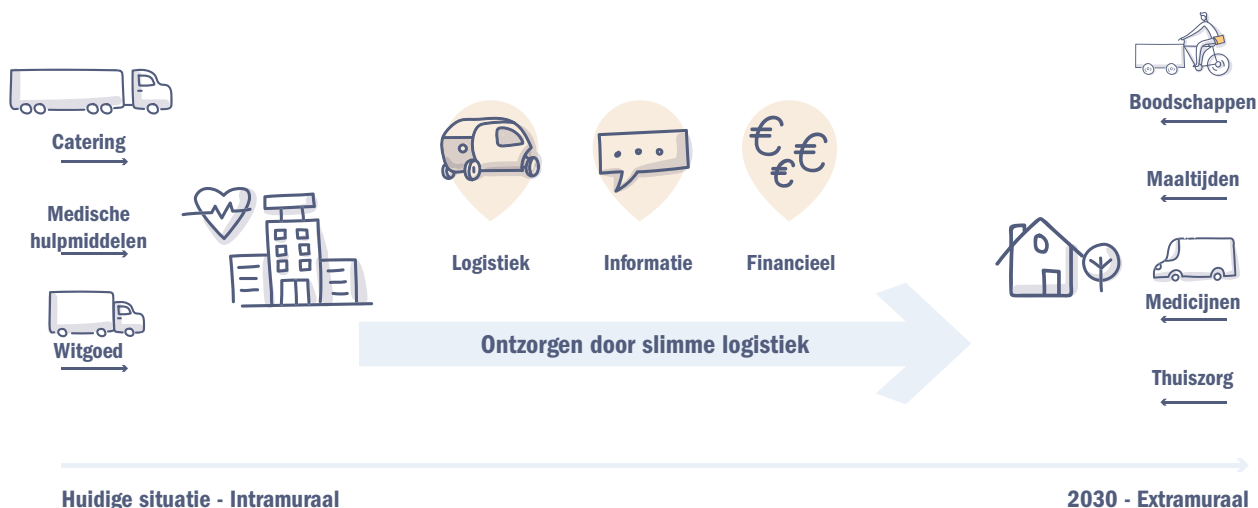 Catering
Medische
hulpmiddelen
Witgoed
Logistiek
Informatie
Financieel
Ontzorgen door slimme logistiek
Boodschappen
Maaltijden
Medicijnen
Thuiszorg
Huidige situatie - Intramuraal
2030 - Extramuraal